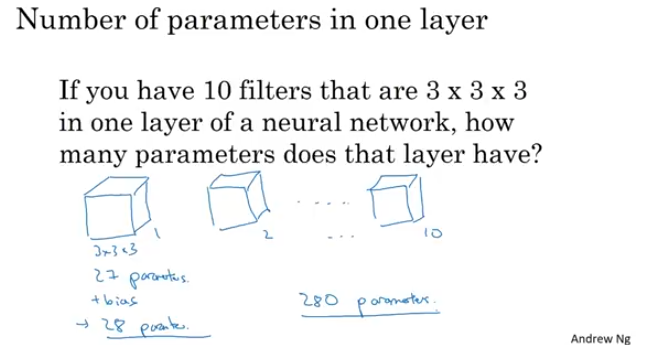 Number of parameters in one layer
If you have 10 filters that are 3 x 3 x 3
in one layer of a neural network, how
many parameters does that layer have?
1
2
. . . . .
. . .
10
3x3x3
27 parameters.
+ bias
→ 28
280 parameters.
Andrew Ng